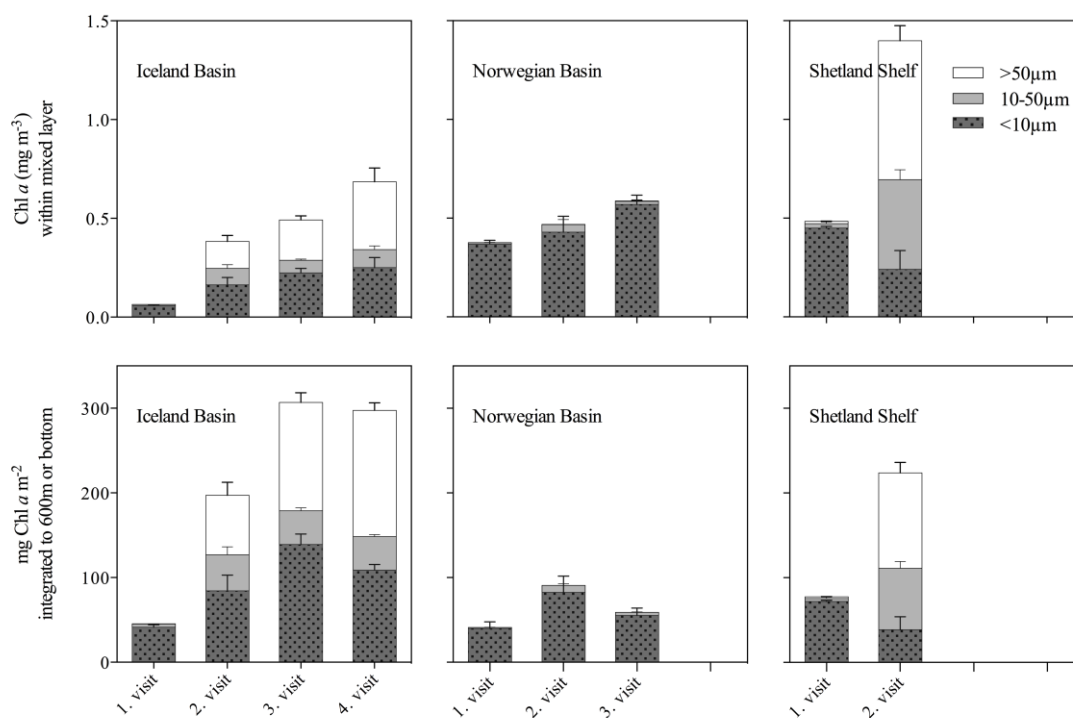 1.5
1.0
0.5
0.0
Chl a (mg m-3)
within mixed layer
Iceland Basin
Norwegian Basin
Shetland Shelf
>50µm
10-50µm
<10µm
300
200
100
0
mg Chl a m-2
integrated to 600m or bottom
Iceland Basin
Norwegian Basin
Shetland Shelf
1. visit
2. visit
3. visit
4. visit
1. visit
2. visit
3. visit
1. visit
2. visit